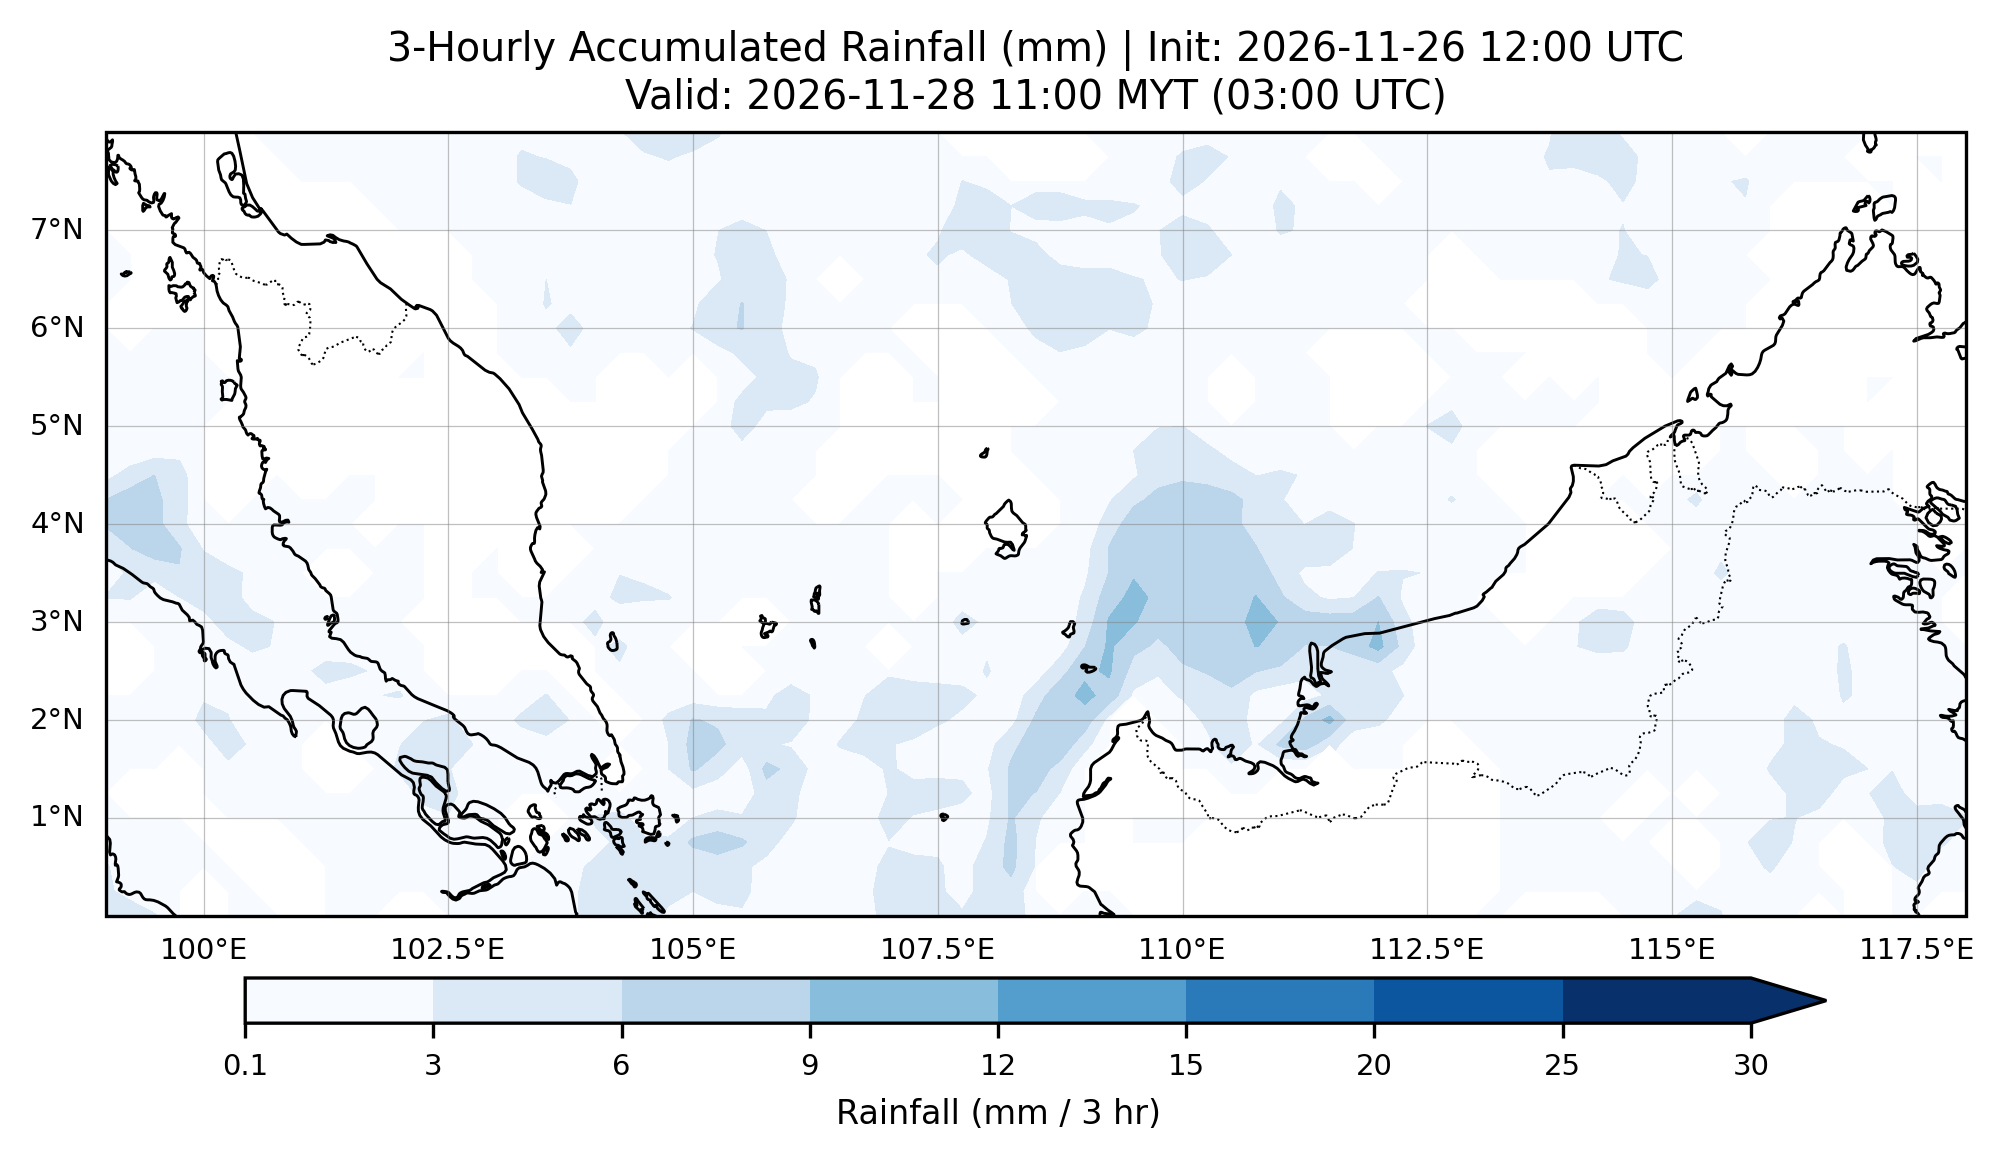 3-Hourly Accumulated Rainfall (mm) | Init: 2026-11-26 12:00 UTC
Valid: 2026-11-28 11:00 MYT (03:00 UTC)
7°N
6°N
5°N
4°N
3°N
2°N
1°N
100°E 102.5°E 105°E 107.5°E 110°E 112.5°E 115°E 117.5°E
0.1 3 6 9 12 15 20 25 30
Rainfall (mm / 3 hr)